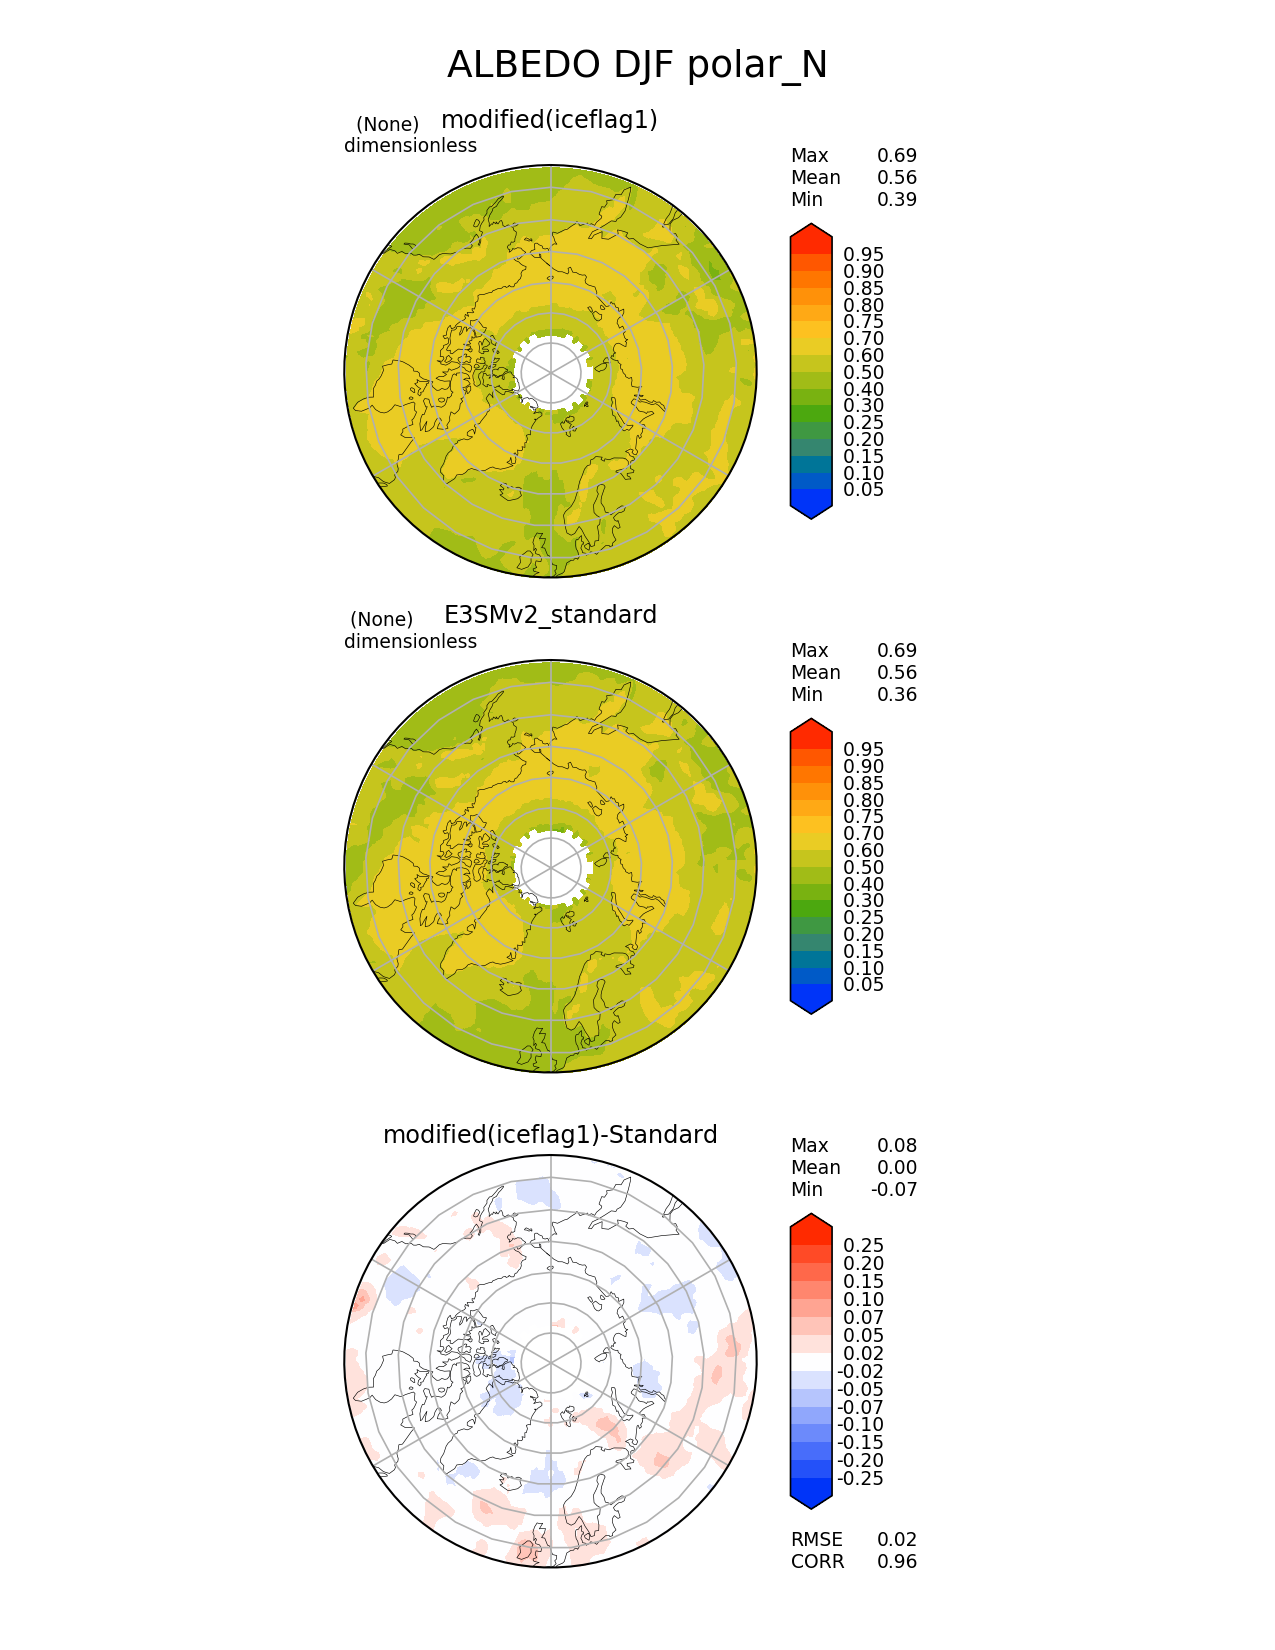 ALBEDO DJF polar_N
(None) modified(iceflag1)
dimensionless
Max 0.69
Mean 0.56
Min 0.39
0.95
0.90
0.85
0.80
0.75
0.70
0.60
0.50
0.40
0.30
0.25
0.20
0.15
0.10
0.05
(None) E3SMv2_standard
dimensionless
Max 0.69
Mean 0.56
Min 0.36
0.95
0.90
0.85
0.80
0.75
0.70
0.60
0.50
0.40
0.30
0.25
0.20
0.15
0.10
0.05
modified(iceflag1)-Standard
Max 0.08
Mean 0.00
Min -0.07
0.25
0.20
0.15
0.10
0.07
0.05
0.02
-0.02
-0.05
-0.07
-0.10
-0.15
-0.20
-0.25
RMSE 0.02
CORR 0.96